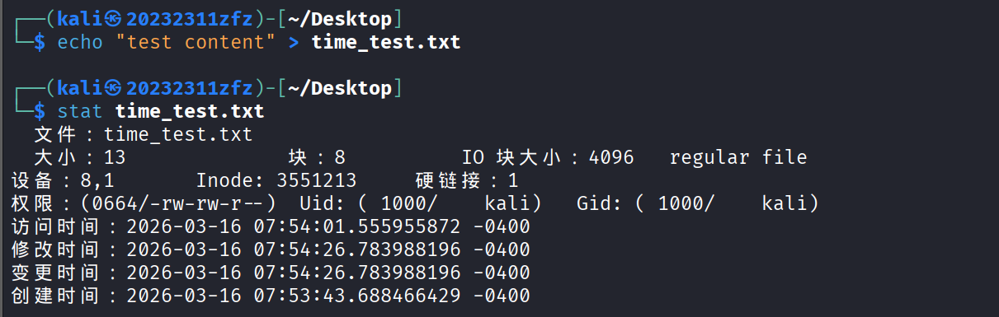 ┌──(kali㉿20232311zfz)-[~/Desktop]
└─$ echo "test content" > time_test.txt
┌──(kali㉿20232311zfz)-[~/Desktop]
└─$ stat time_test.txt
文件：time_test.txt
大小：13 块：8 IO 块大小：4096 regular file
设备：8,1 Inode: 3551213 硬链接：1
权限：(0664/-rw-rw-r--) Uid: ( 1000/ kali) Gid: ( 1000/ kali)
访问时间：2026-03-16 07:54:01.555955872 -0400
修改时间：2026-03-16 07:54:26.783988196 -0400
变更时间：2026-03-16 07:54:26.783988196 -0400
创建时间：2026-03-16 07:53:43.688466429 -0400